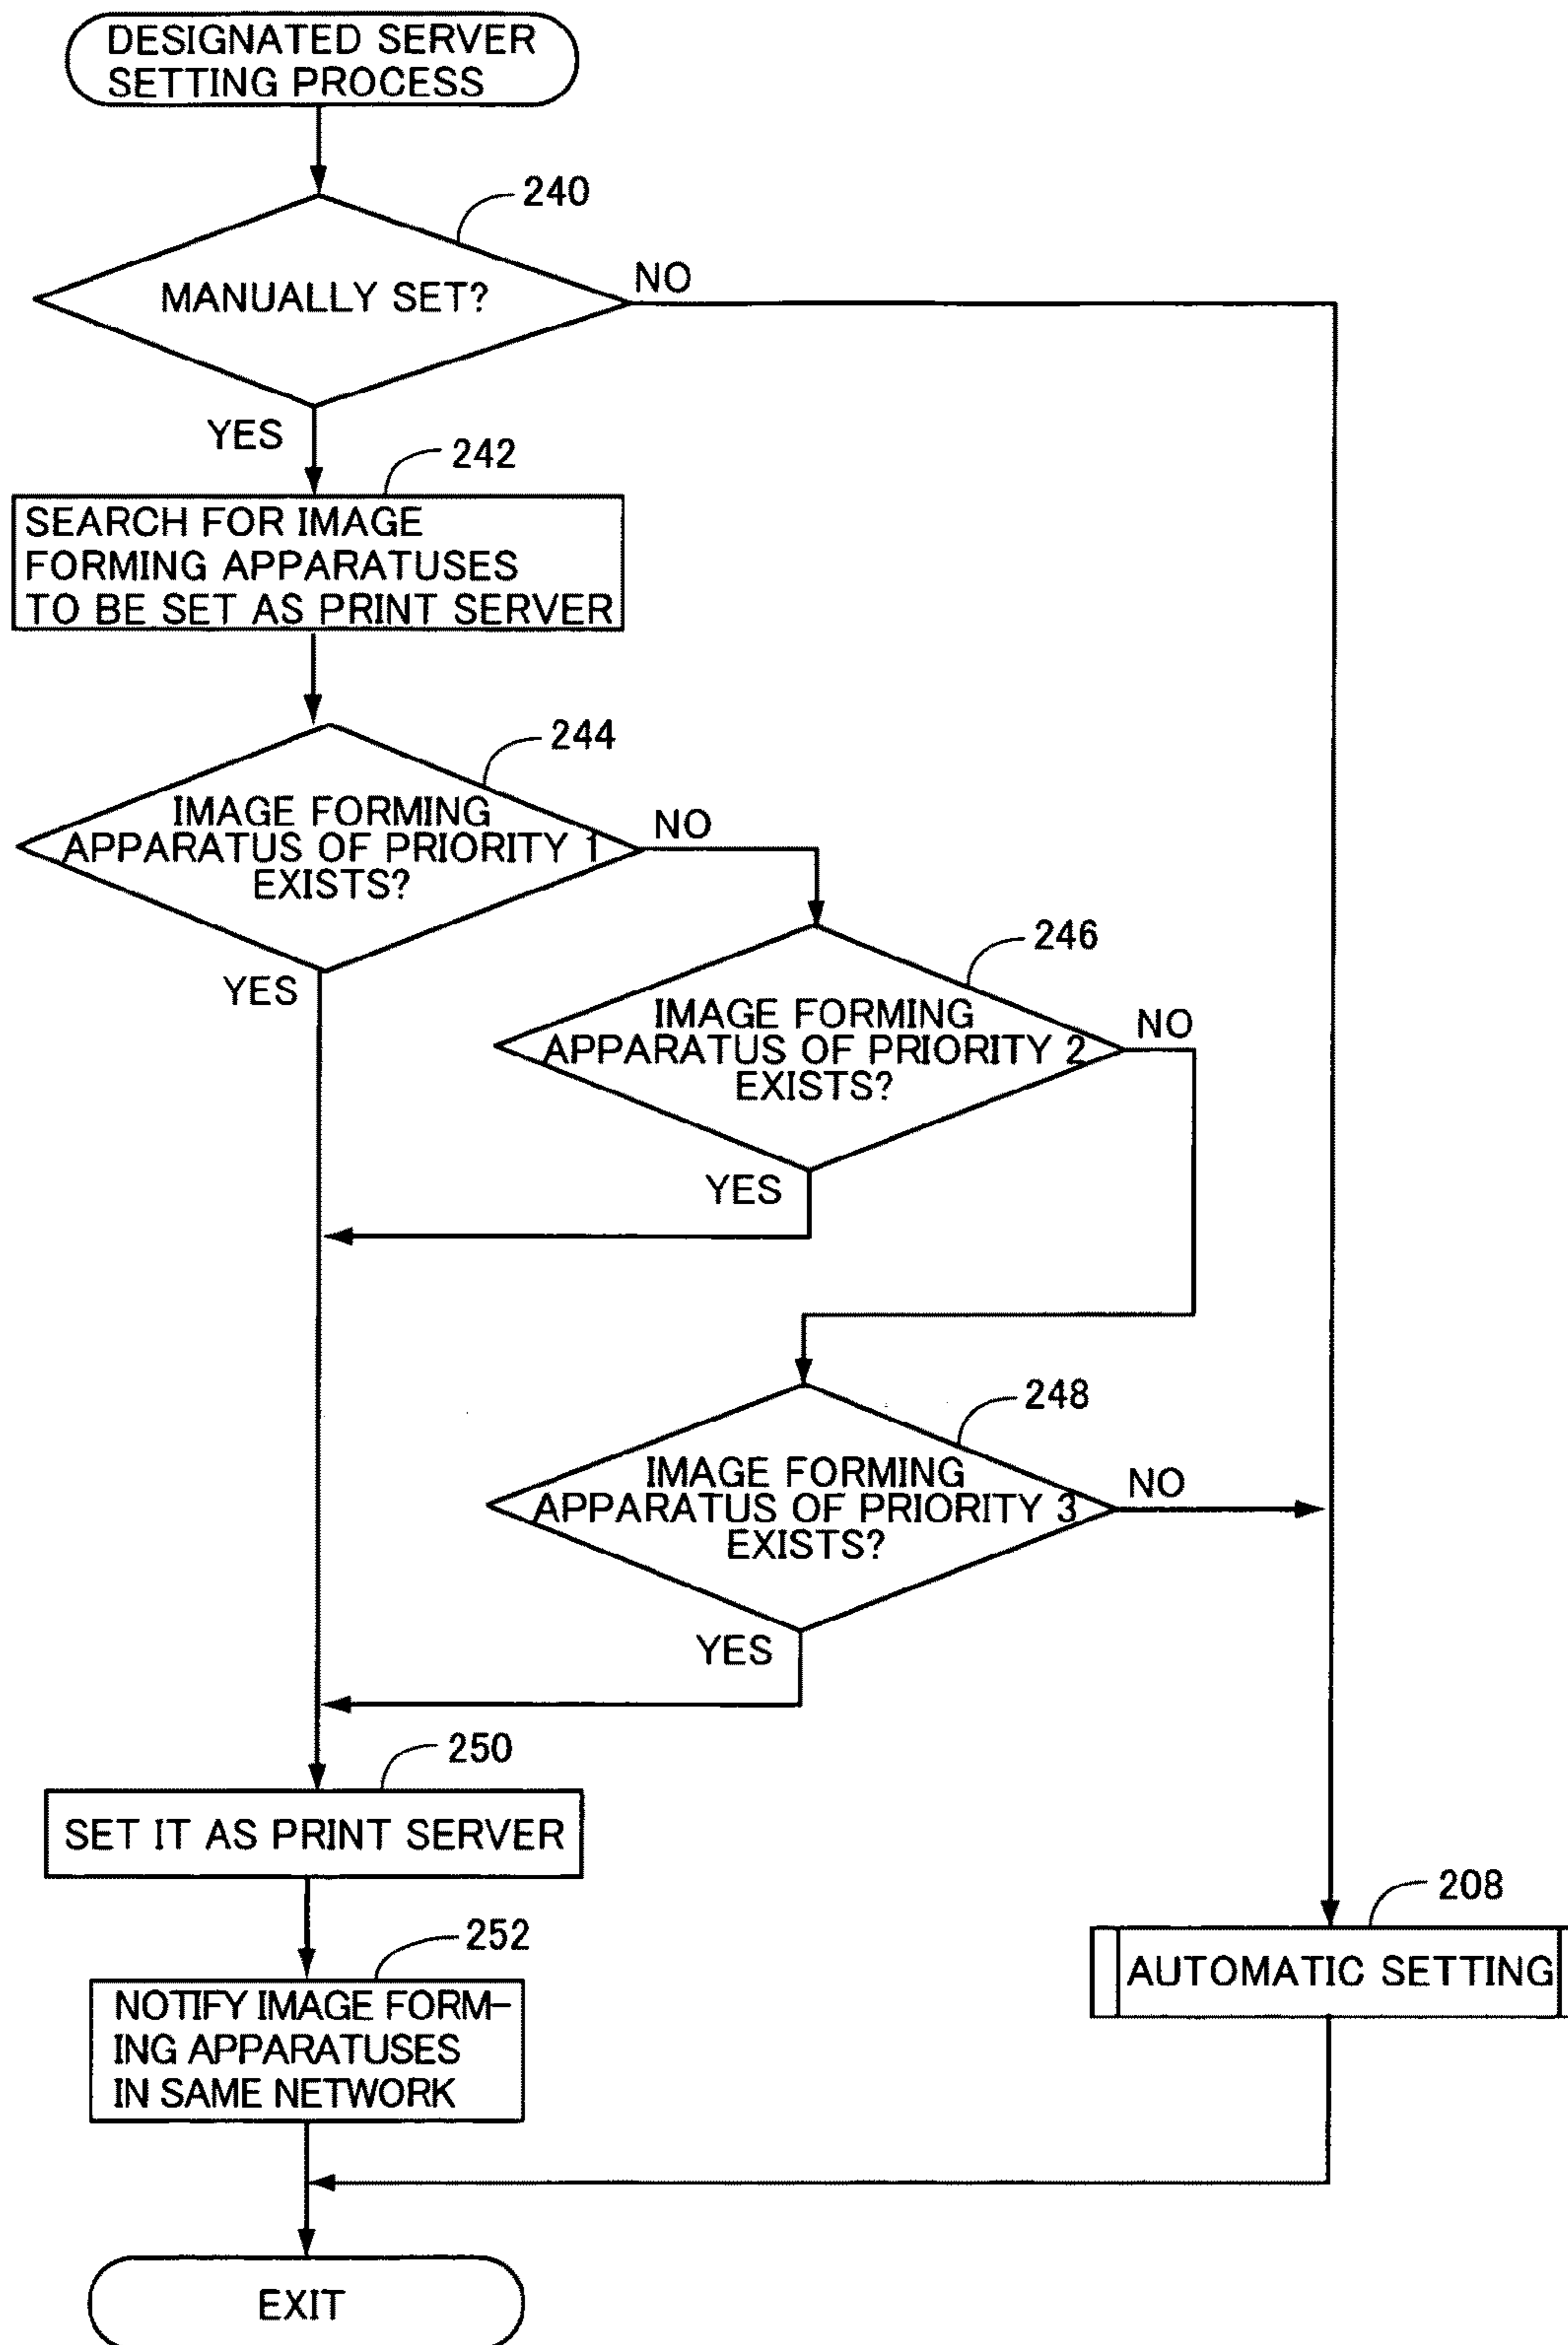 DESIGNATED SERVER
SETTING PROCESS
240
MANUALLY SET?
NO
YES
242
SEARCH FOR IMAGE
FORMING APPARATUSES
TO BE SET AS PRINT SERVER
244
IMAGE FORMING
APPARATUS OF PRIORITY 1
EXISTS?
NO
YES
246
IMAGE FORMING
APPARATUS OF PRIORITY 2
EXISTS?
NO
YES
248
IMAGE FORMING
APPARATUS OF PRIORITY 3
EXISTS?
NO
YES
250
SET IT AS PRINT SERVER
208
AUTOMATIC SETTING
252
NOTIFY IMAGE FORM-
ING APPARATUSES
IN SAME NETWORK
EXIT